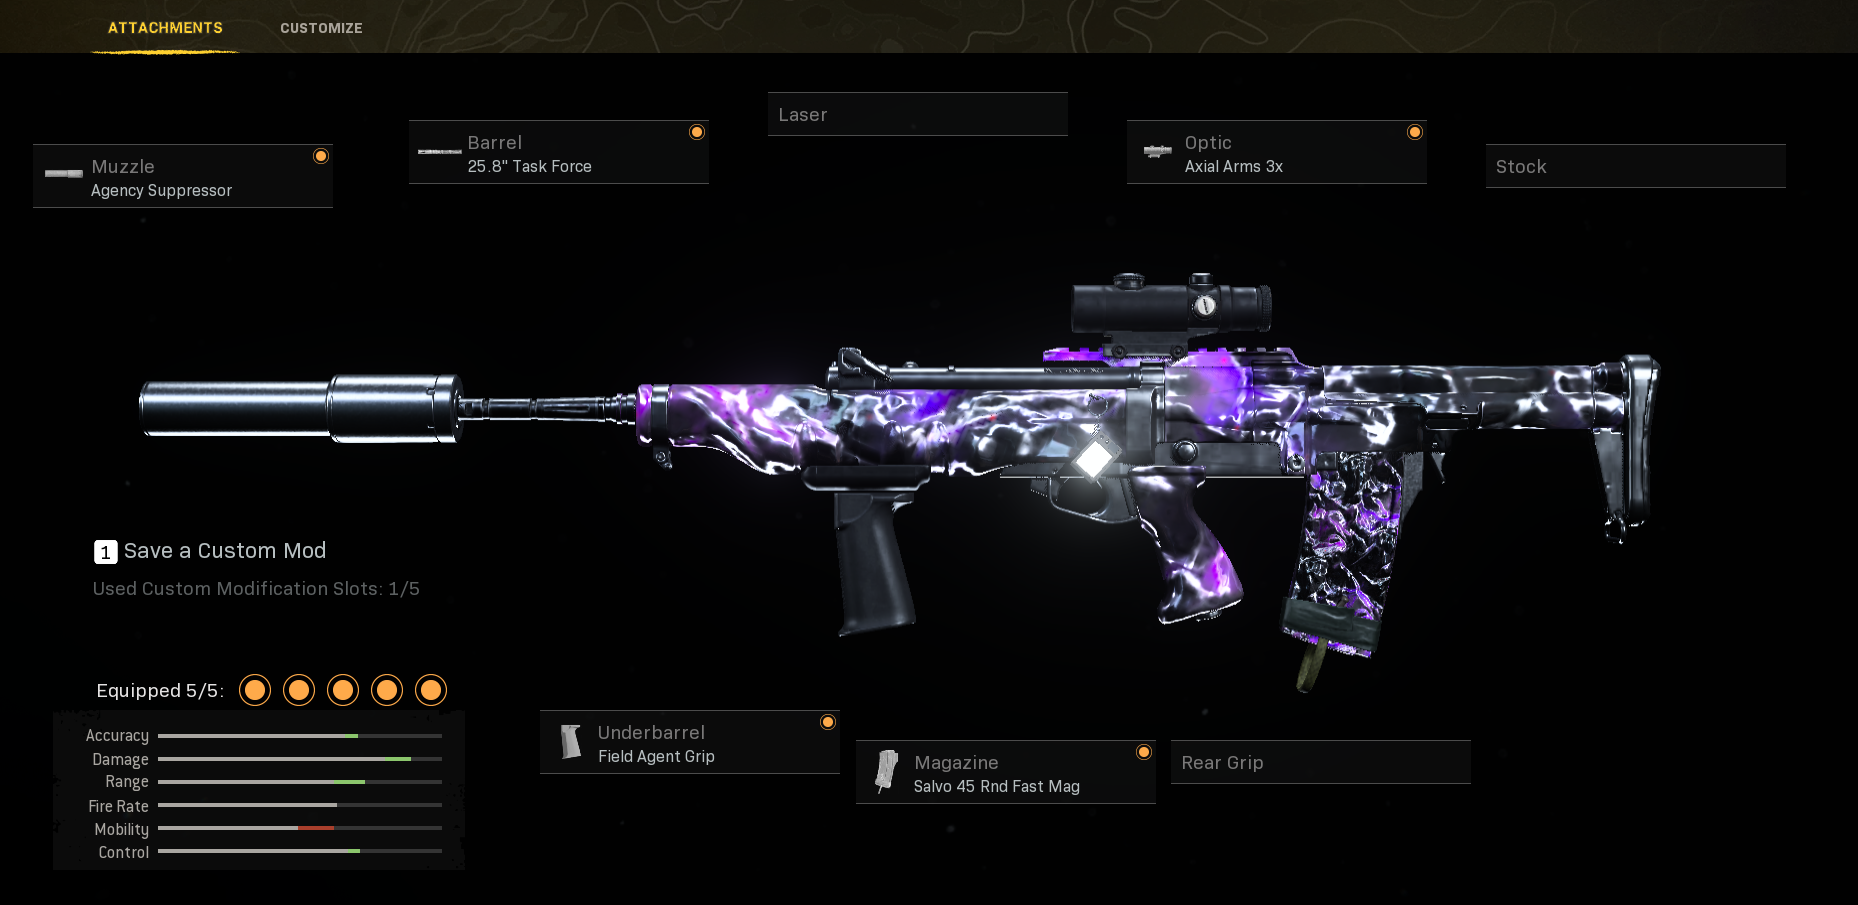 ATTACHMENTS
CUSTOMIZE
Laser
Barrel
25.8" Task Force
Optic
Axial Arms 3x
Muzzle
Agency Suppressor
Stock
1 Save a Custom Mod
Used Custom Modification Slots: 1/5
Equipped 5/5:
Accuracy
Damage
Range
Fire Rate
Mobility
Control
Underbarrel
Field Agent Grip
Magazine
Salvo 45 Rnd Fast Mag
Rear Grip